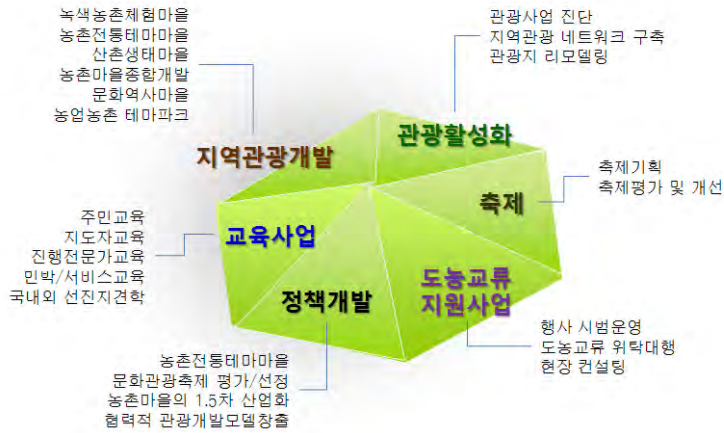 녹색농촌체험마을
농촌전통테마마을
산촌생태마을
농촌마을종합개발
문화역사마을
농업농촌 테마파크
지역관광개발
관광사업 진단
지역관광 네트워크 구축
관광지 리모델링
관광활성화
축제기획
축제평가 및 개선
축제
주민교육
지도자교육
진행전문가교육
민박/서비스교육
국내외 선진지견학
교육사업
정책개발
농촌전통테마마을
문화관광축제 평가/선정
농촌마을의 1.5차 산업화
협력적 관광개발모델창출
도농교류
지원사업
행사 시범운영
도농교류 위탁대행
현장 컨설팅